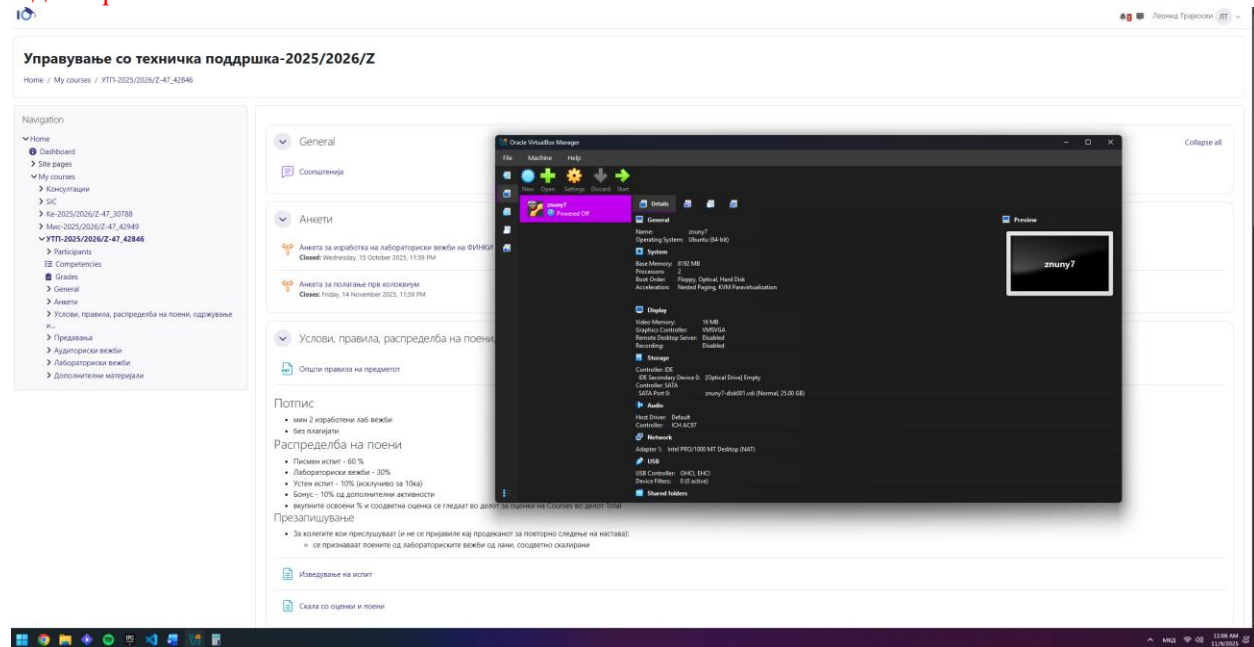 Леонид Трајкоски ЛТ
Управување со техничка поддршка-2025/2026/Z
Home / My courses / УТП-2025/2026/Z-47_42846
Navigation
Home
Dashboard
Site pages
My courses
Консултации
SiC
Ке-2025/2026/Z-47_30788
Мис-2025/2026/Z-47_42949
УТП-2025/2026/Z-47_42846
Participants
Competencies
Grades
General
Анкети
Услови, правила, распределба на поени, одржување
и...
Предавања
Аудиториски вежби
Лабораториски вежби
Дополнителни материјали
General
Collapse all
Соопштенија
Анкети
Анкета за изработка на лабораториски вежби на ФИНКИ
Closed: Wednesday, 15 October 2025, 11:59 PM
Анкета за полагање прв колоквиум
Closes: Friday, 14 November 2025, 11:59 PM
Услови, правила, распределба на поени,
Општи правила на предметот
Потпис
мин 2 изработени лаб вежби
без плагијати
Распределба на поени
Писмен испит - 60 %
Лабораториски вежби - 30%
Устен испит - 10% (исклучиво за 10ка)
Бонус - 10% од дополнителни активности
вкупните освоени % и соодветна оценка се гледаат во делот за оценки на Courses во делот Total
Презапишување
За колегите кои преслушуваат (и не се пријавиле кај продеканот за повторно следење на настава):
се признаваат поените од лабораториските вежби од лани, соодветно скалирани
Изведување на испит
Скала со оценки и поени
Oracle VirtualBox Manager
File Machine Help
New Open Settings Discard Start
znuny7
Powered Off
Details
General
Name: znuny7
Operating System: Ubuntu (64-bit)
System
Base Memory: 8192 MB
Processors: 2
Boot Order: Floppy, Optical, Hard Disk
Acceleration: Nested Paging, KVM Paravirtualization
Display
Video Memory: 16 MB
Graphics Controller: VMSVGA
Remote Desktop Server: Disabled
Recording: Disabled
Storage
Controller: IDE
IDE Secondary Device 0: [Optical Drive] Empty
Controller: SATA
SATA Port 0: znuny7-disk001.vdi (Normal, 25.00 GB)
Audio
Host Driver: Default
Controller: ICH AC97
Network
Adapter 1: Intel PRO/1000 MT Desktop (NAT)
USB
USB Controller: OHCI, EHCI
Device Filters: 0 (0 active)
Shared folders
Preview
znuny7
МКД
11:06 AM
11/9/2025